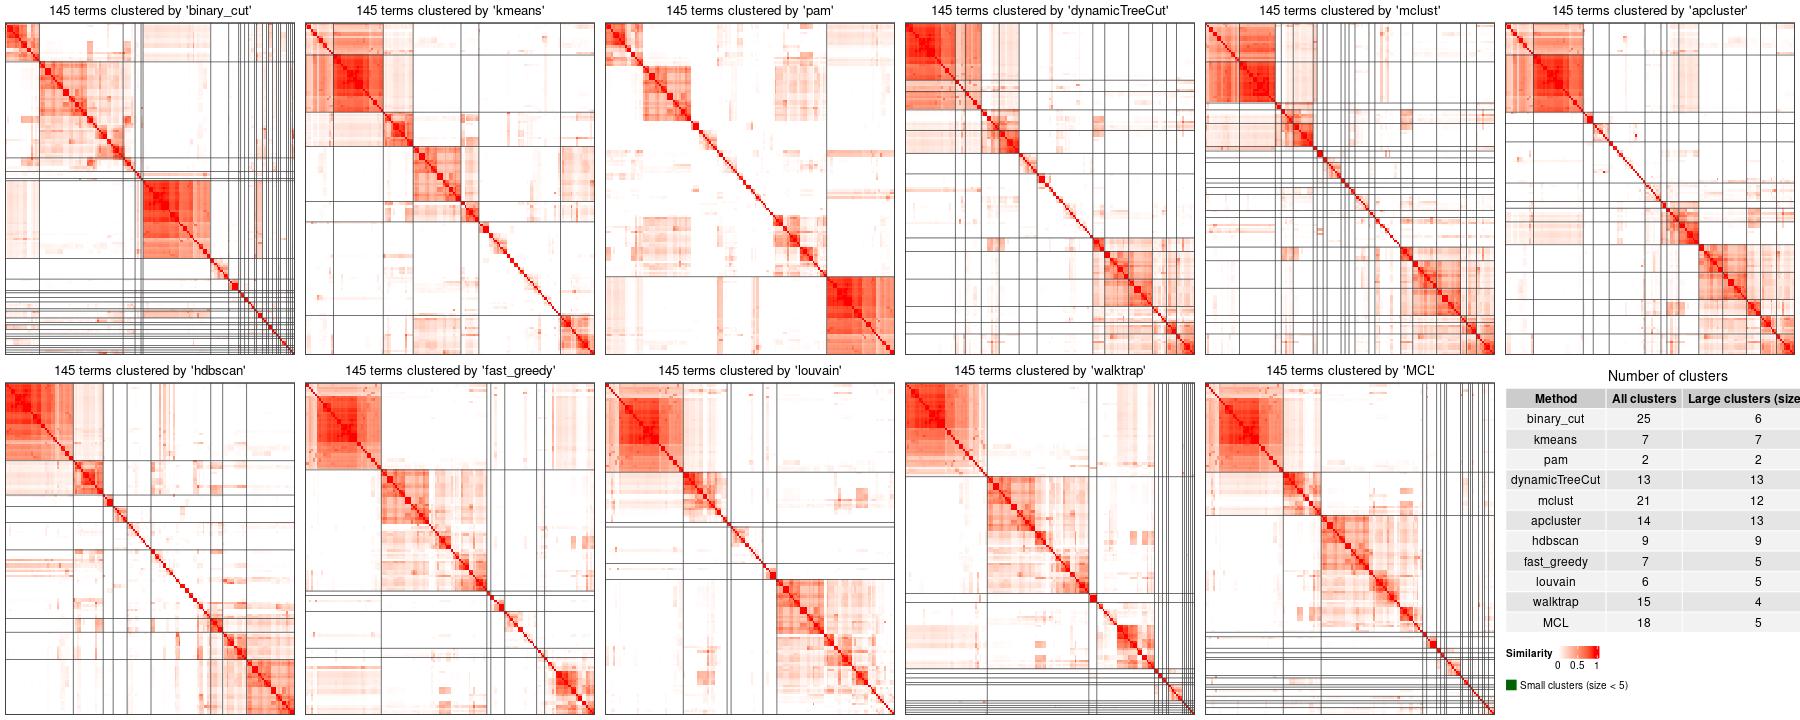 145 terms clustered by 'binary_cut'
145 terms clustered by 'kmeans'
145 terms clustered by 'pam'
145 terms clustered by 'dynamicTreeCut'
145 terms clustered by 'mclust'
145 terms clustered by 'apcluster'
145 terms clustered by 'hdbscan'
145 terms clustered by 'fast_greedy'
145 terms clustered by 'louvain'
145 terms clustered by 'walktrap'
145 terms clustered by 'MCL'
Number of clusters
Method All clusters Large clusters (size
binary_cut 25 6
kmeans 7 7
pam 2 2
dynamicTreeCut 13 13
mclust 21 12
apcluster 14 13
hdbscan 9 9
fast_greedy 7 5
louvain 6 5
walktrap 15 4
MCL 18 5
Similarity
0 0.5 1
Small clusters (size < 5)